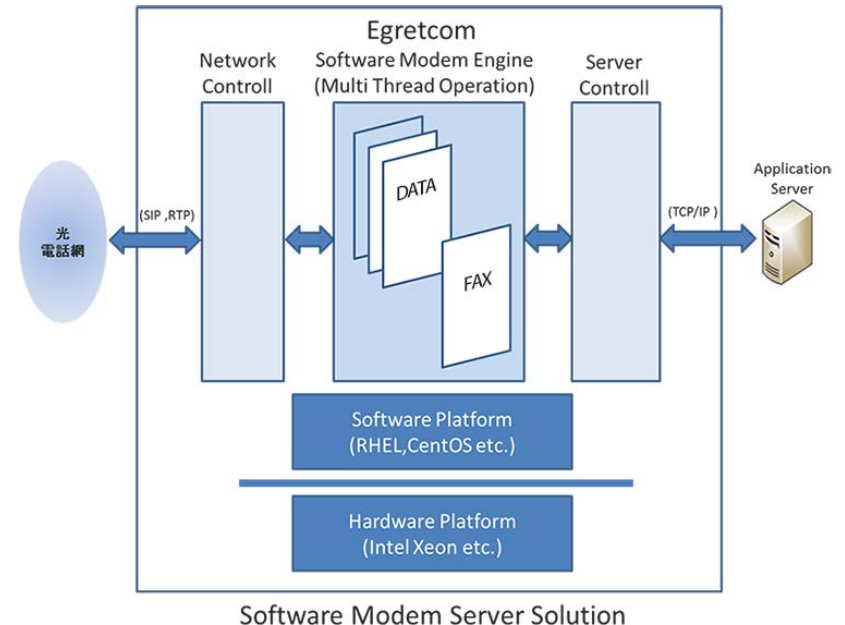 Egretcom
Network
Controll
Software Modem Engine
(Multi Thread Operation)
Server
Controll
DATA
FAX
光
電話網
(SIP ,RTP)
(TCP/IP )
Application
Server
Software Platform
(RHEL,CentOS etc.)
Hardware Platform
(Intel Xeon etc.)
Software Modem Server Solution